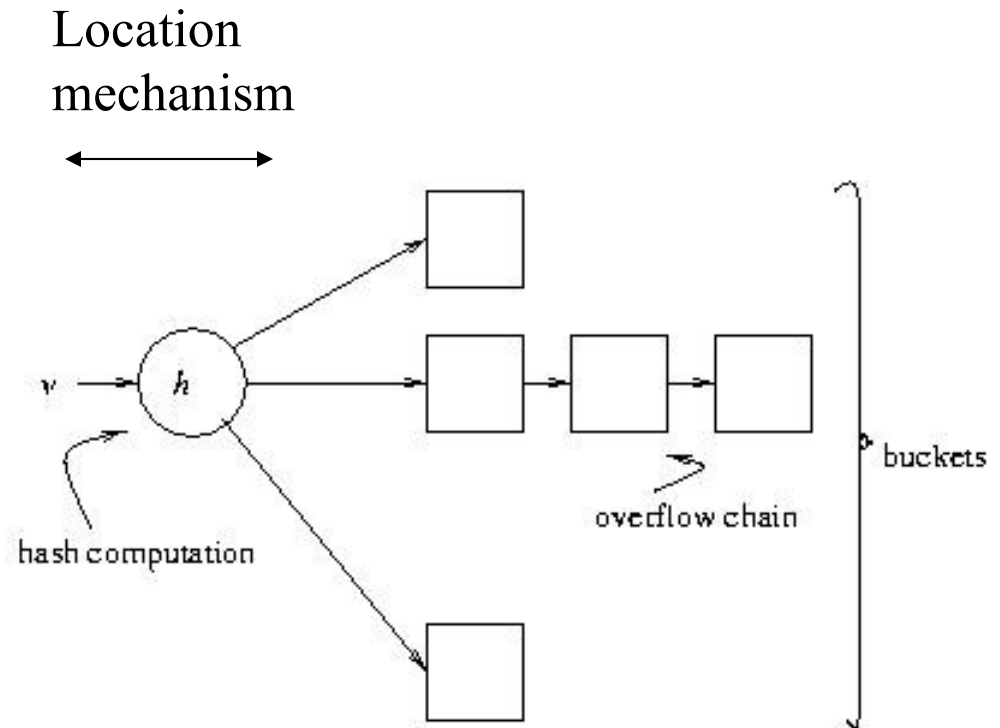 Location
mechanism
v
h
buckets
overflow chain
hash computation